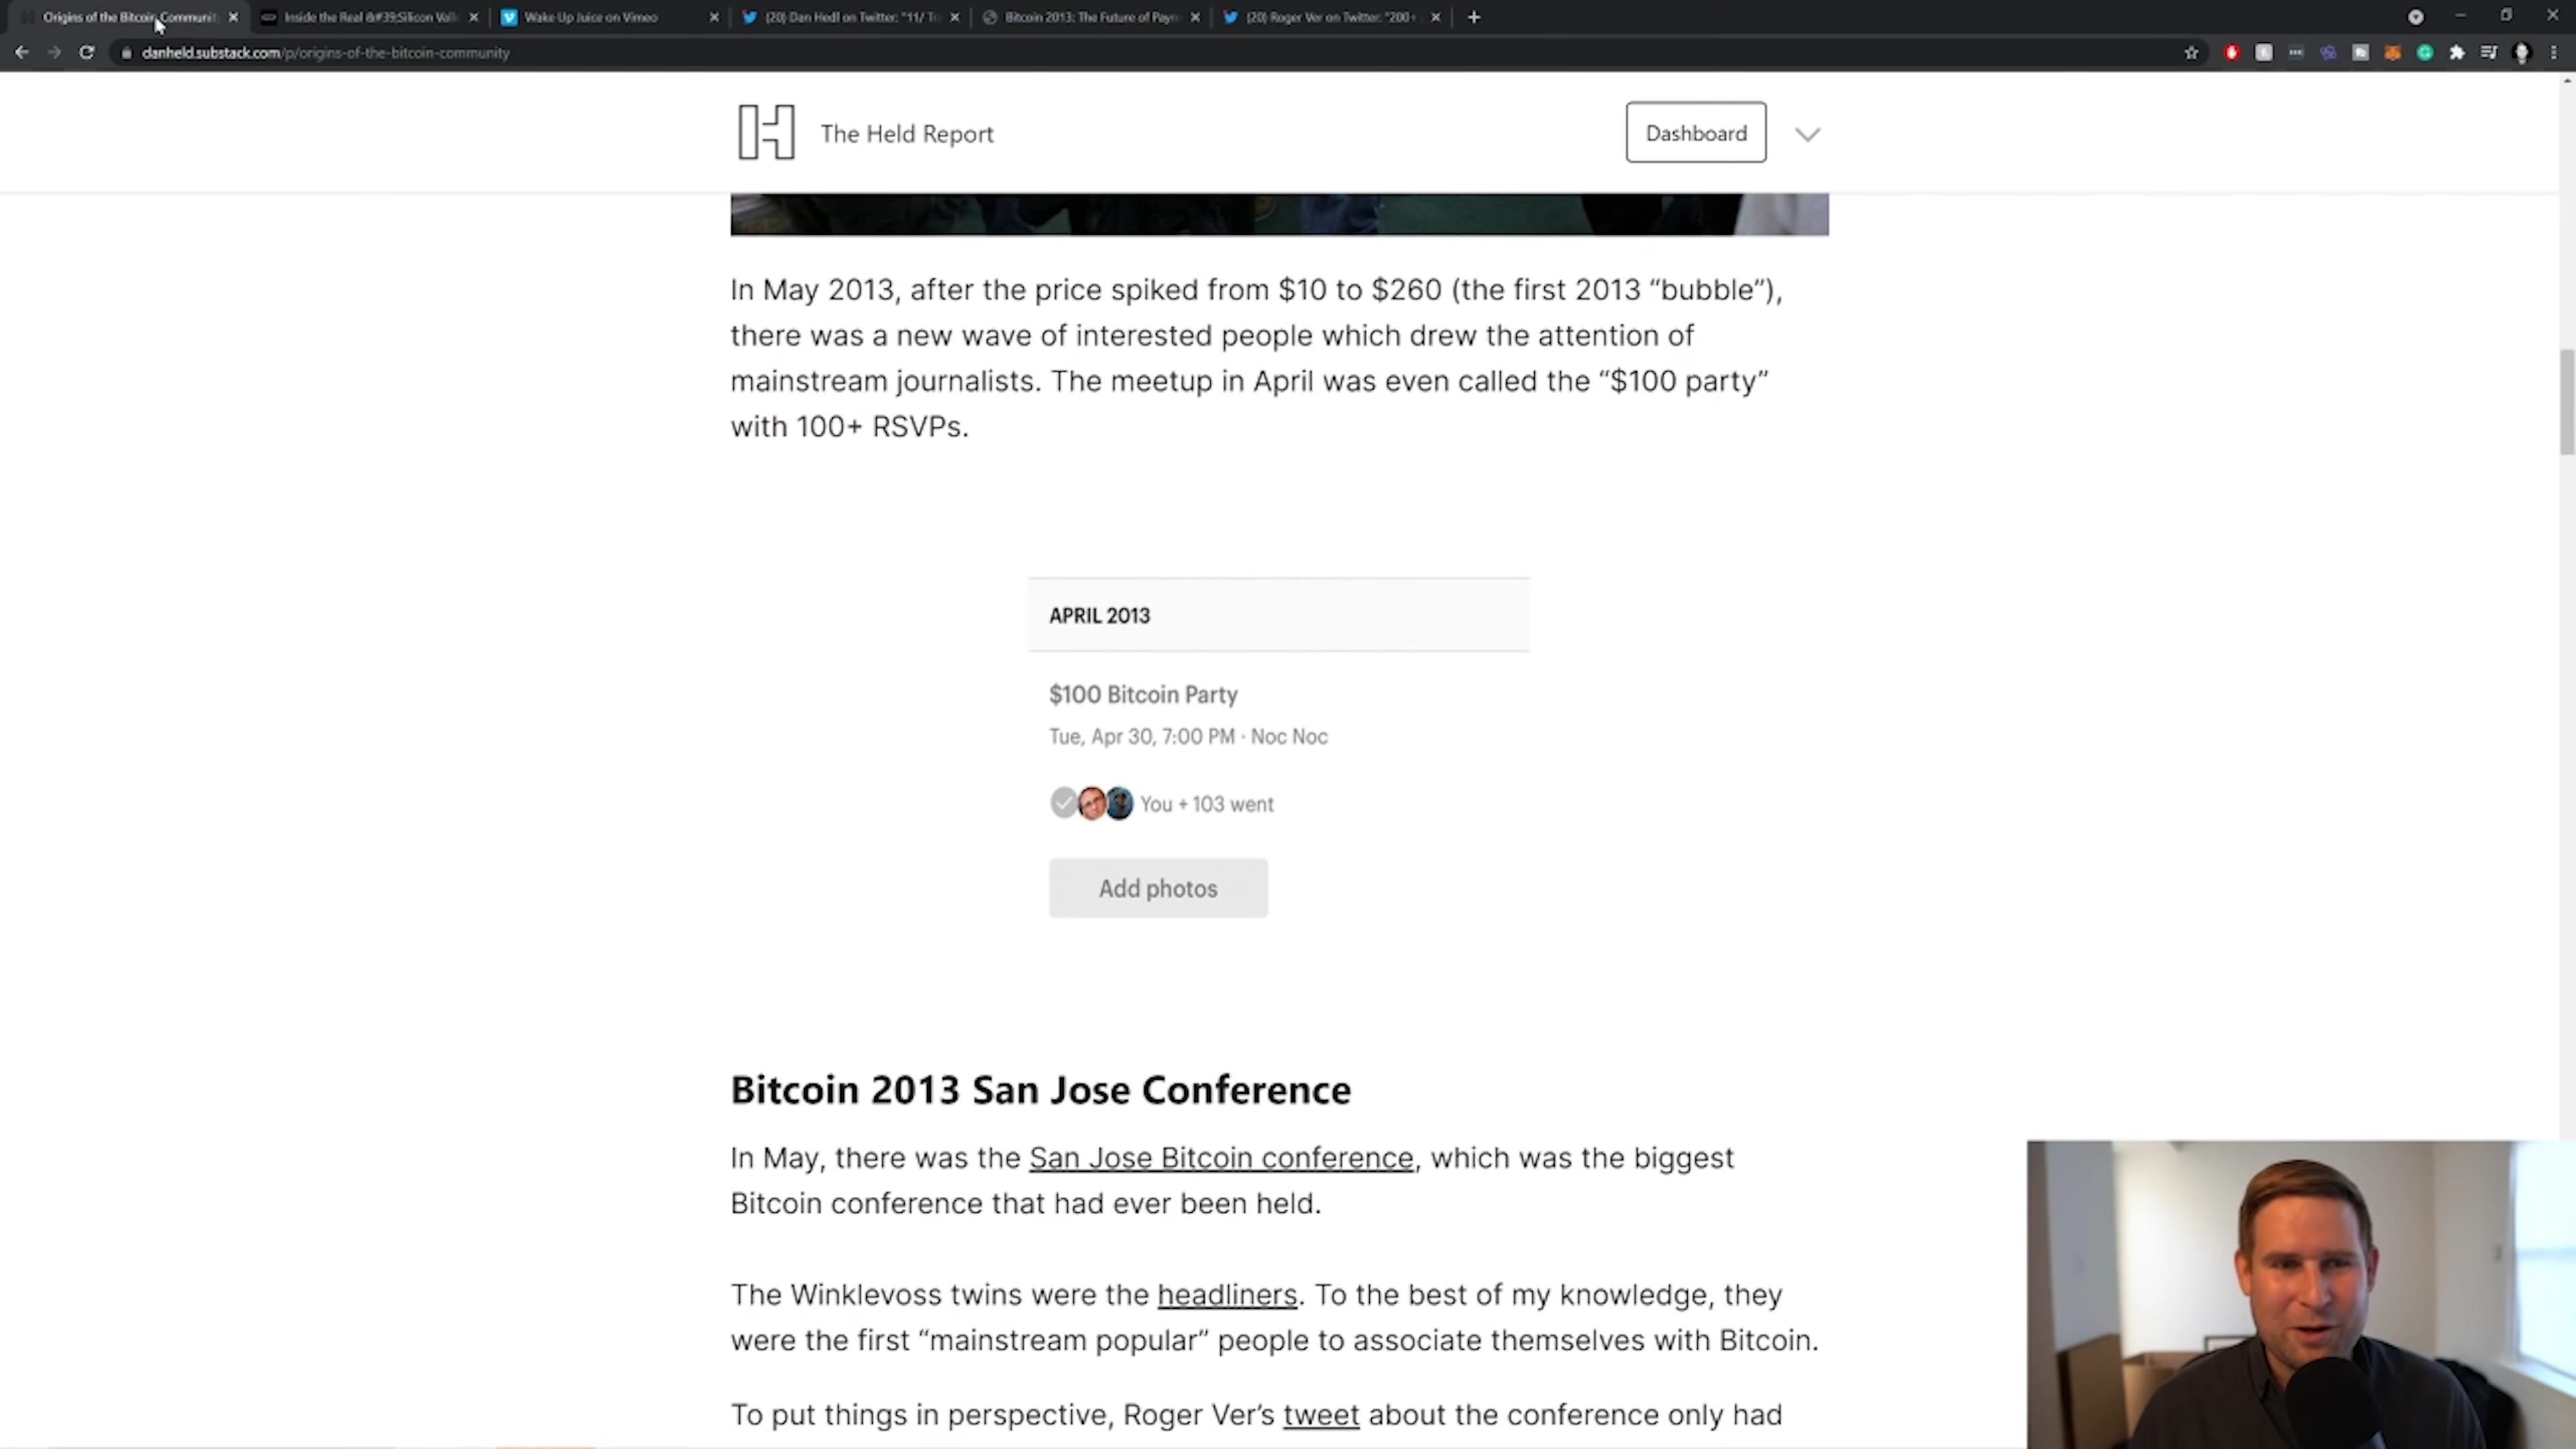 Origins of the Bitcoin Communit
Inside the Real &#39;Silicon Vall
Wake Up Juice on Vimeo
(20) Dan Hedl on Twitter: "11/ T
Bitcoin 2013: The Future of Paym
(20) Roger Ver on Twitter: "200+
danheld.substack.com/p/origins-of-the-bitcoin-community
The Held Report
Dashboard
In May 2013, after the price spiked from $10 to $260 (the first 2013 “bubble”),
there was a new wave of interested people which drew the attention of
mainstream journalists. The meetup in April was even called the “$100 party”
with 100+ RSVPs.
APRIL 2013
$100 Bitcoin Party
Tue, Apr 30, 7:00 PM · Noc Noc
You + 103 went
Add photos
Bitcoin 2013 San Jose Conference
In May, there was the San Jose Bitcoin conference, which was the biggest
Bitcoin conference that had ever been held.
The Winklevoss twins were the headliners. To the best of my knowledge, they
were the first “mainstream popular” people to associate themselves with Bitcoin.
To put things in perspective, Roger Ver’s tweet about the conference only had